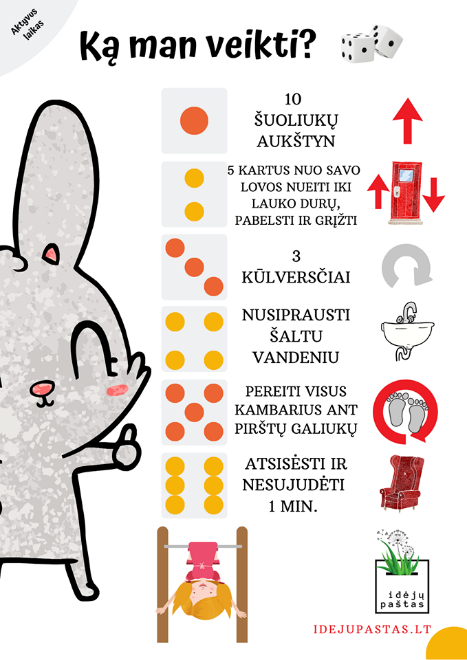 Aktyvus
laikas
Ką man veikti?
10
ŠUOLIUKŲ
AUKŠTYN
5 KARTUS NUO SAVO
LOVOS NUEITI IKI
LAUKO DURŲ,
PABELSTI IR GRĮŽTI
3
KŪLVERSČIAI
NUSIPRAUSTI
ŠALTU
VANDENIU
PEREITI VISUS
KAMBARIUS ANT
PIRŠTŲ GALIUKŲ
ATSISĖSTI IR
NESUJUDĖTI
1 MIN.
idėjų
paštas
IDEJUPASTAS.LT